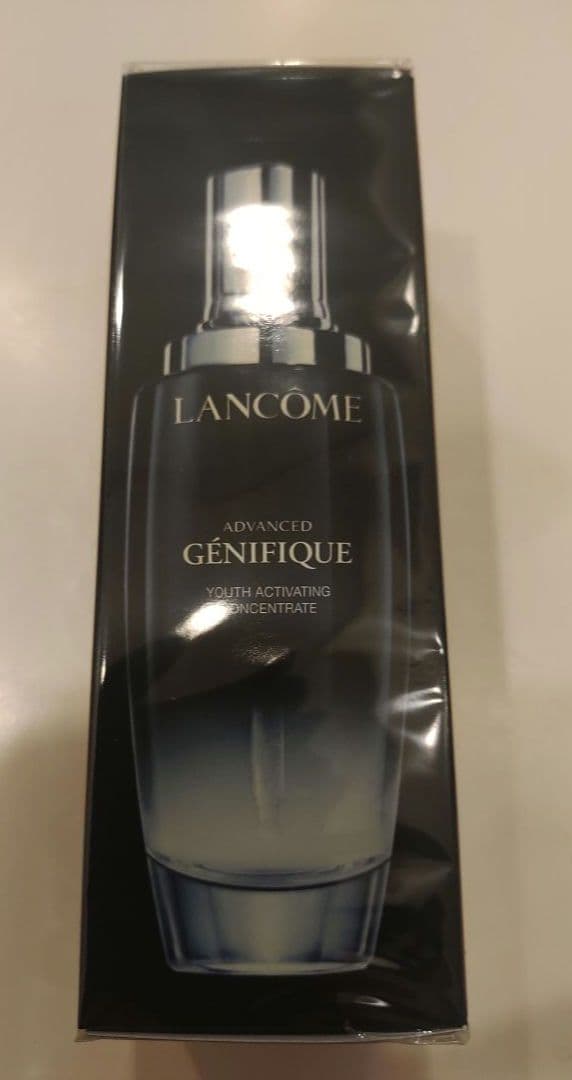 LANCÔME
ADVANCED
GÉNIFIQUE
YOUTH ACTIVATING
CONCENTRATE